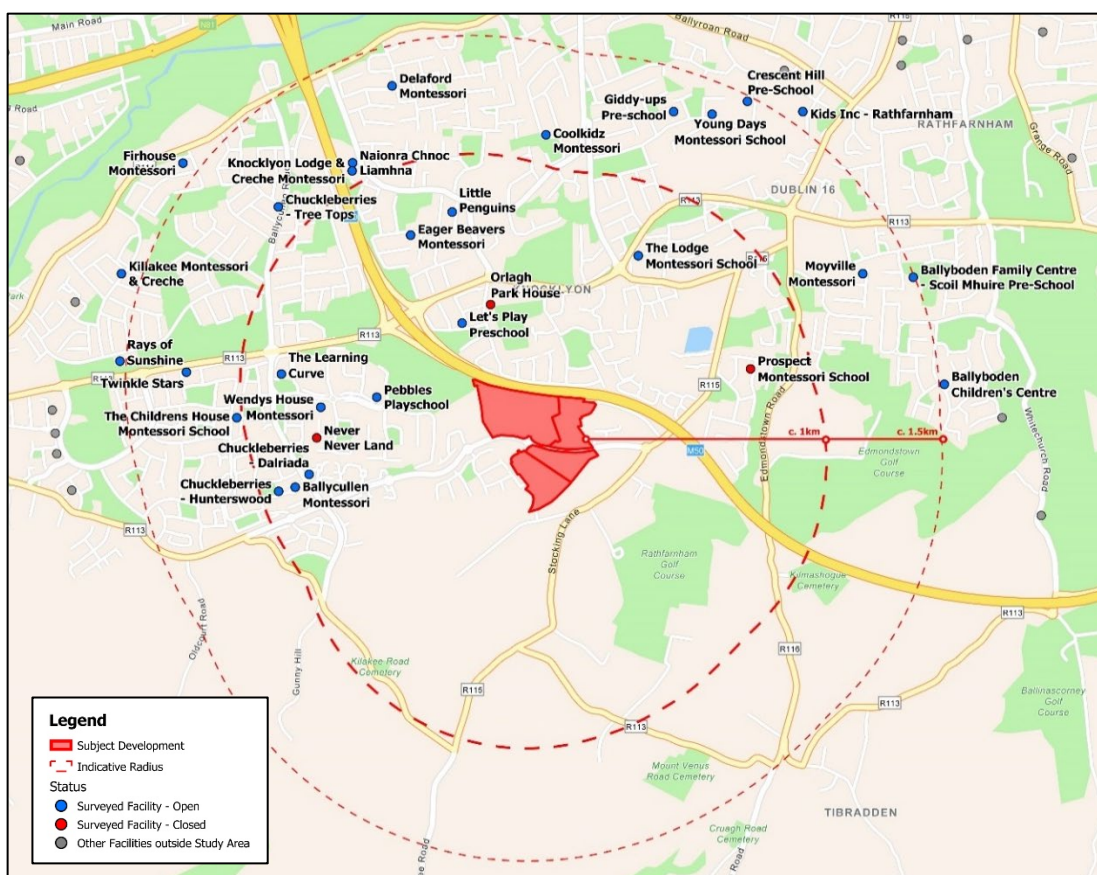 Main Road
Ballyroan Road
R115
Delaford
Montessori
Crescent Hill
Pre-School
Giddy-ups
Pre-school
Young Days
Montessori School
Kids Inc - Rathfarnham
RATHFARNHAM
Grange Road
Coolkidz
Montessori
Firhouse
Montessori
Knocklyon Lodge &
Creche Montessori
Naionra Chnoc
Liamhna
DUBLIN 16
Chuckleberries
- Tree Tops
Little
Penguins
R113
R113
Eager Beavers
Montessori
The Lodge
Montessori School
R115
Killakee Montessori
& Creche
Moyville
Montessori
Ballyboden Family Centre
- Scoil Mhuire Pre-School
Park
Orlagh
Park House
Let's Play
Preschool
R113
Rays of
Sunshine
R113
Twinkle Stars
The Learning
Curve
Prospect
Montessori School
R115
Ballyboden
Children's Centre
Wendys House
Montessori
Pebbles
Playschool
The Childrens House
Montessori School
Never
Never Land
Edmondstown Road
Whitechurch Road
c. 1km
c. 1.5km
M50
Edmondstown
Golf
Course
Chuckleberries
Dalriada
Chuckleberries
- Hunterswood
Ballycullen
Montessori
R113
Stocking Lane
Rathfarnham
Golf
Course
Kilmashogue
Cemetery
R113
Oldcourt Road
Gunny Hill
Kilakee Road
Cemetery
R116
R115
R113
R113
Ballinascorney
Golf
Course
Mount Venus
Road Cemetery
TIBRADDEN
Cruagh Road
Cemetery
Road
Legend
Subject Development
Indicative Radius
Status
Surveyed Facility - Open
Surveyed Facility - Closed
Other Facilities outside Study Area